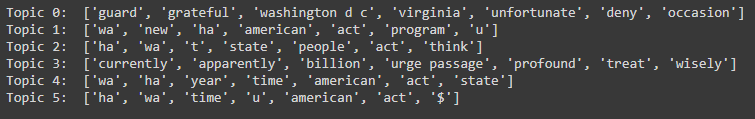 Topic 0:  ['guard', 'grateful', 'washington d c', 'virginia', 'unfortunate', 'deny', 'occasion']
Topic 1:  ['wa', 'new', 'ha', 'american', 'act', 'program', 'u']
Topic 2:  ['ha', 'wa', 't', 'state', 'people', 'act', 'think']
Topic 3:  ['currently', 'apparently', 'billion', 'urge passage', 'profound', 'treat', 'wisely']
Topic 4:  ['wa', 'ha', 'year', 'time', 'american', 'act', 'state']
Topic 5:  ['ha', 'wa', 'time', 'u', 'american', 'act', '$']